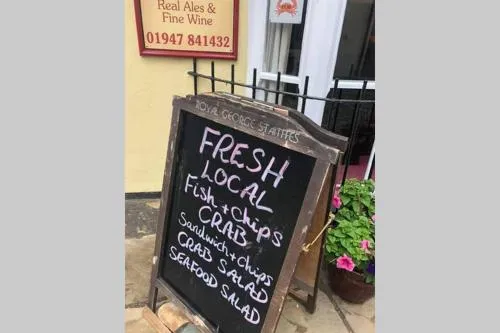 Real Ales &
Fine Wine
01947 841432
ROYAL GEORGE STAITHES
FRESH
LOCAL
Fish + Chips
CRAB
Sandwich + Chips
CRAB SALAD
SEAFOOD SALAD